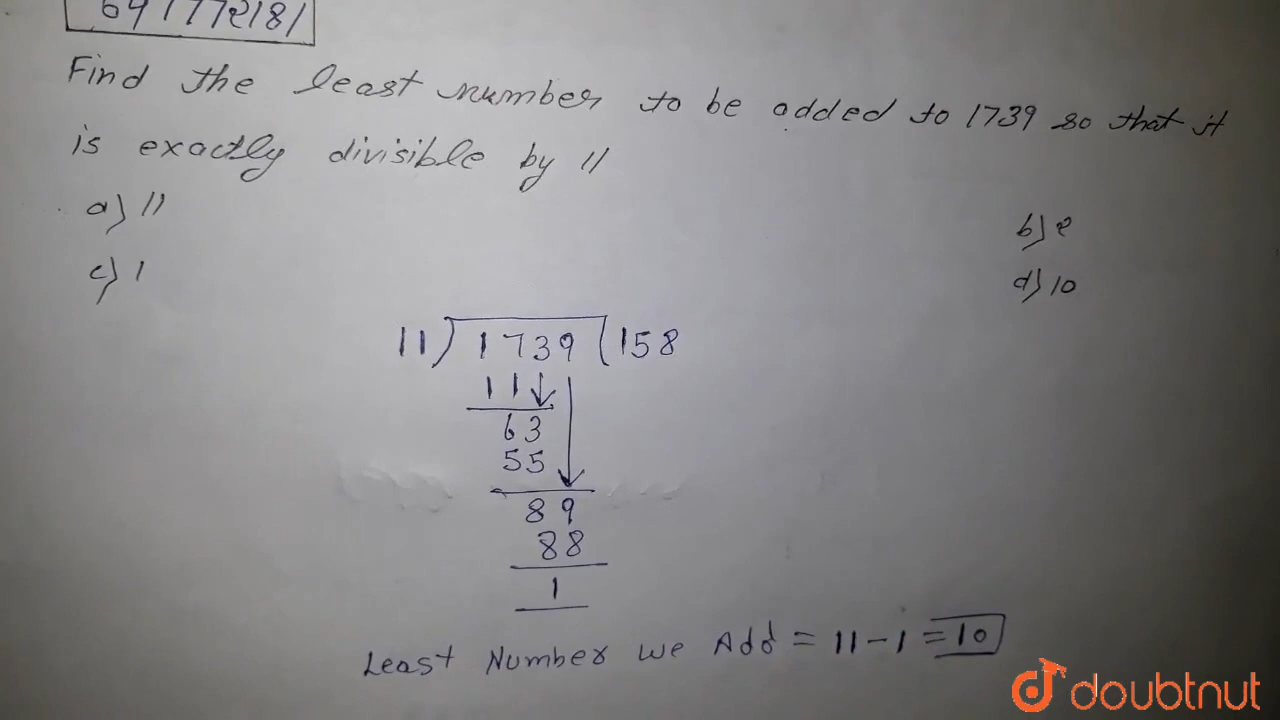 Find the least number to be added to 1739 so that it
is exactly divisible by 11
a) 11
b) 2
c) 1
d) 10
11) 1739 (158
11
63
55
89
88
1
Least Number We Add = 11-1 = 10
doubtnut